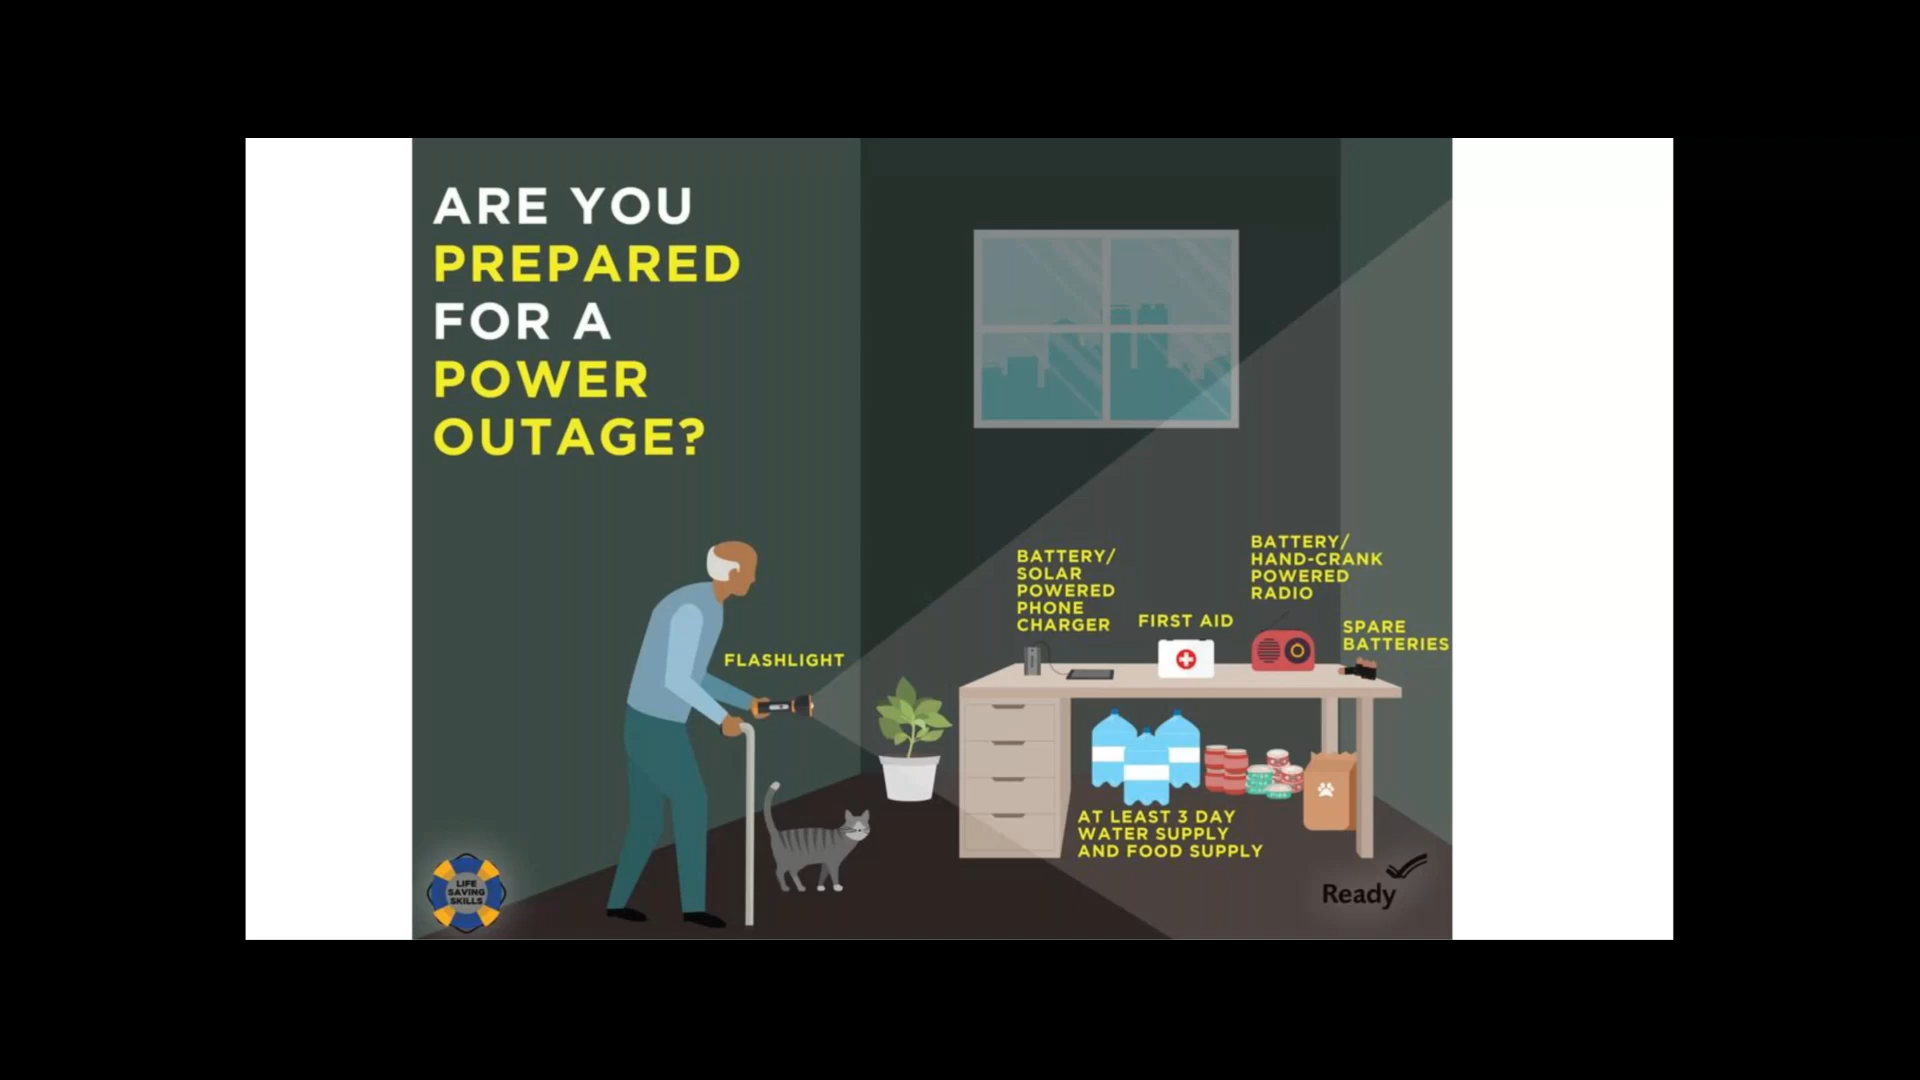 ARE YOU
PREPARED
FOR A
POWER
OUTAGE?
FLASHLIGHT
BATTERY/
SOLAR
POWERED
PHONE
CHARGER
FIRST AID
BATTERY/
HAND-CRANK
POWERED
RADIO
SPARE
BATTERIES
AT LEAST 3 DAY
WATER SUPPLY
AND FOOD SUPPLY
LIFE
SAVING
SKILLS
Ready